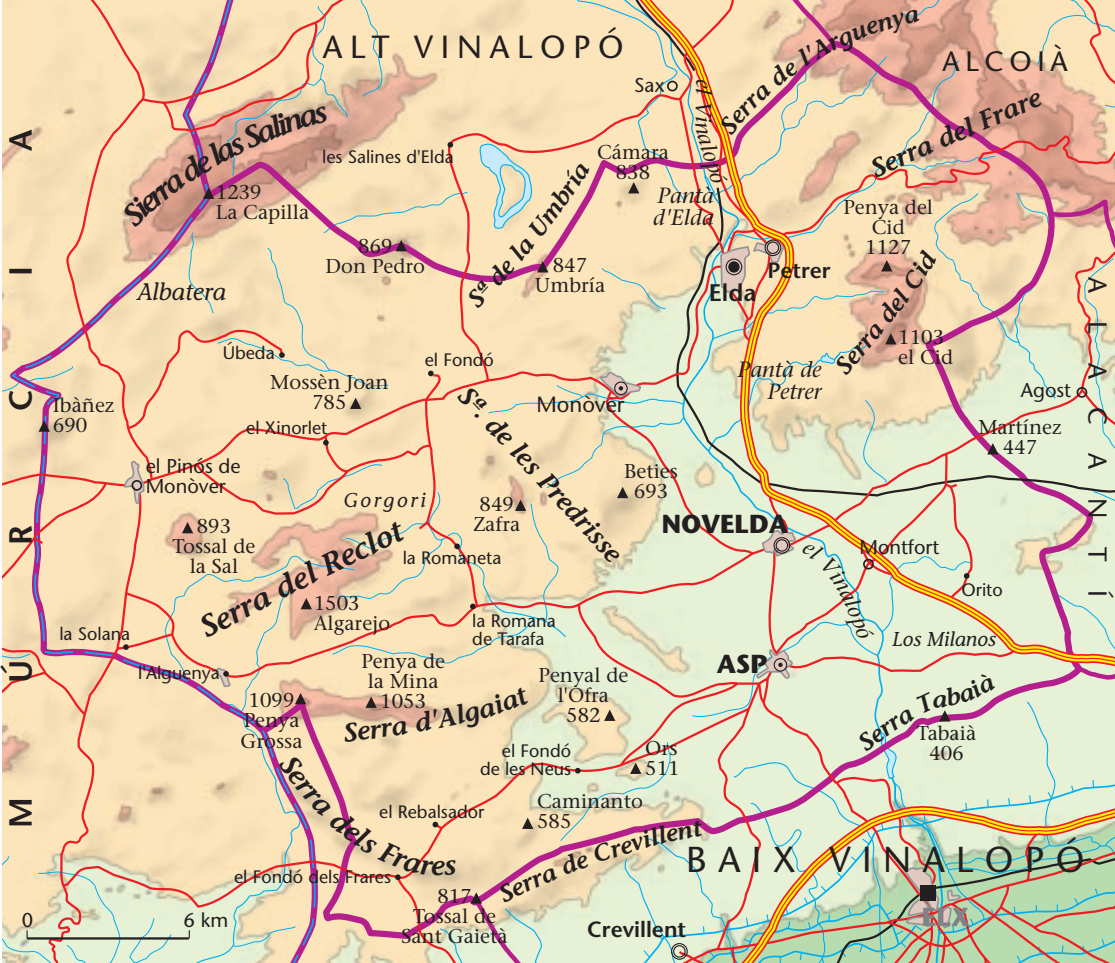 ALT VINALOPÓ
ALCOIÀ
Serra de l'Arguenya
Sax
el Vinalopó
Serra del Frare
Sierra de las Salinas
les Salines d'Elda
Cámara
838
1239
La Capilla
Pantà
d'Elda
Penya del
Cid
1127
869
Don Pedro
Sª de la Umbría
847
Umbría
Petrer
Elda
Albatera
Serra del Cid
1103
el Cid
Úbeda
el Fondó
Mossèn Joan
785
Pantà de
Petrer
Monòver
Agost
Ibàñez
690
Sª. de les Predrisse
el Xinorlet
Martínez
447
el Pinós de
Monòver
Beties
693
Gorgori
849
Zafra
893
Tossal de
la Sal
NOVELDA
Serra del Reclot
la Romaneta
el Vinalopó
Montfort
Orito
1503
Algarejo
la Romana
de Tarafa
la Solana
Los Milanos
l'Alguenya
Penya de
la Mina
1053
ASP
Penyal de
l'Ofra
582
1099
Penya
Grossa
Serra d'Algaiat
Serra Tabaià
Tabaià
406
el Fondó
de les Neus
Ors
511
Serra dels Frares
el Rebalsador
Caminanto
585
Serra de Crevillent
BAIX VINALOPÓ
el Fondó dels Frares
817
Tossal de
Sant Gaietà
ELX
Crevillent
0 6 km
MÚRCIA
ALACANTÍ